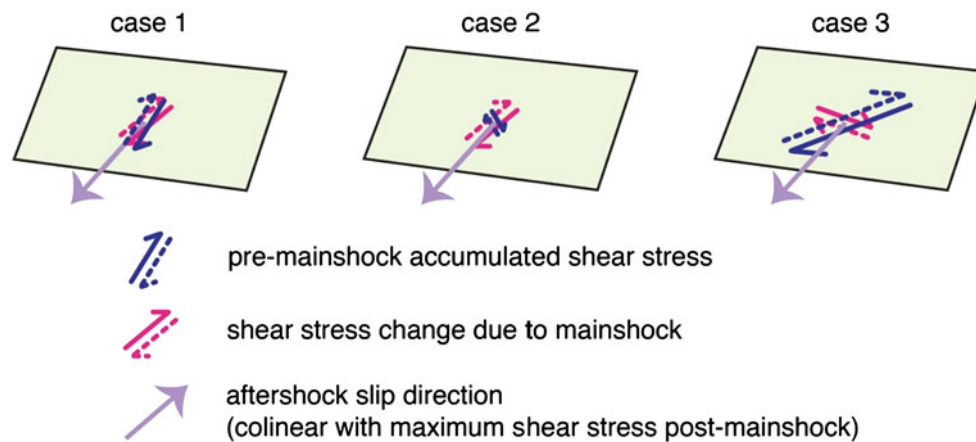 case 1
case 2
case 3
pre-mainshock accumulated shear stress
shear stress change due to mainshock
aftershock slip direction
(colinear with maximum shear stress post-mainshock)